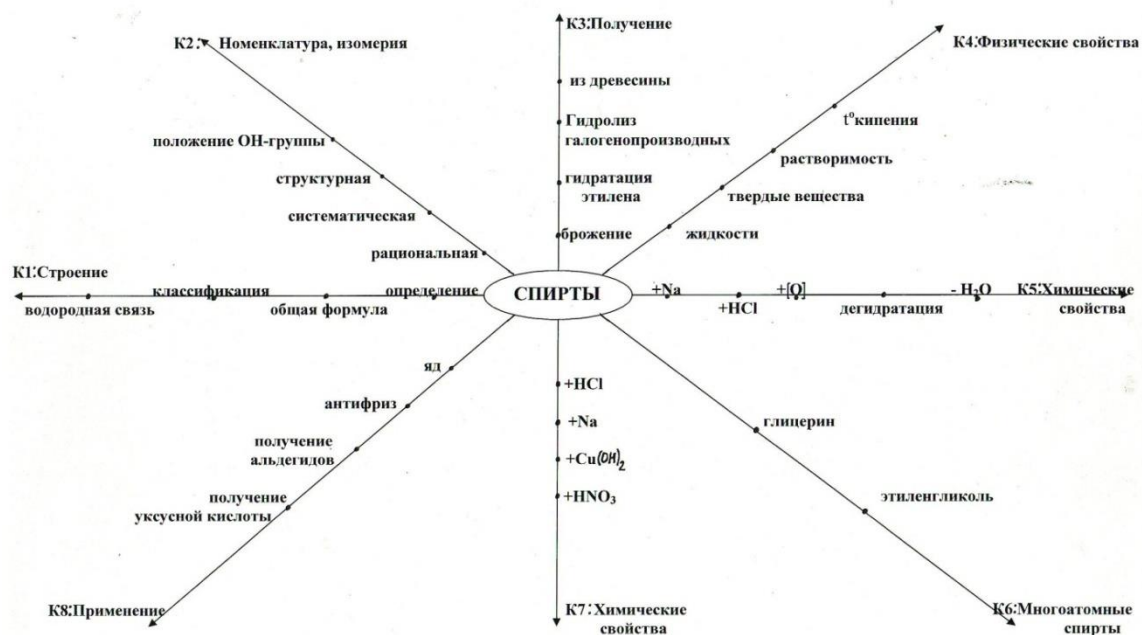 К3:Получение
К2: Номенклатура, изомерия
К4:Физические свойства
из древесины
t°кипения
Гидролиз
галогенопроизводных
положение ОН-группы
растворимость
структурная
гидратация
этилена
твердые вещества
систематическая
брожение
жидкости
рациональная
К1:Строение
классификация
определение
СПИРТЫ
+Na
+[O]
- H₂O
К5:Химические
свойства
водородная связь
общая формула
+HCl
дегидратация
яд
+HCl
антифриз
+Na
глицерин
получение
альдегидов
+Cu(OH)₂
получение
уксусной кислоты
+HNO₃
этиленгликоль
К8:Применение
К7:Химические
свойства
К6:Многоатомные
спирты